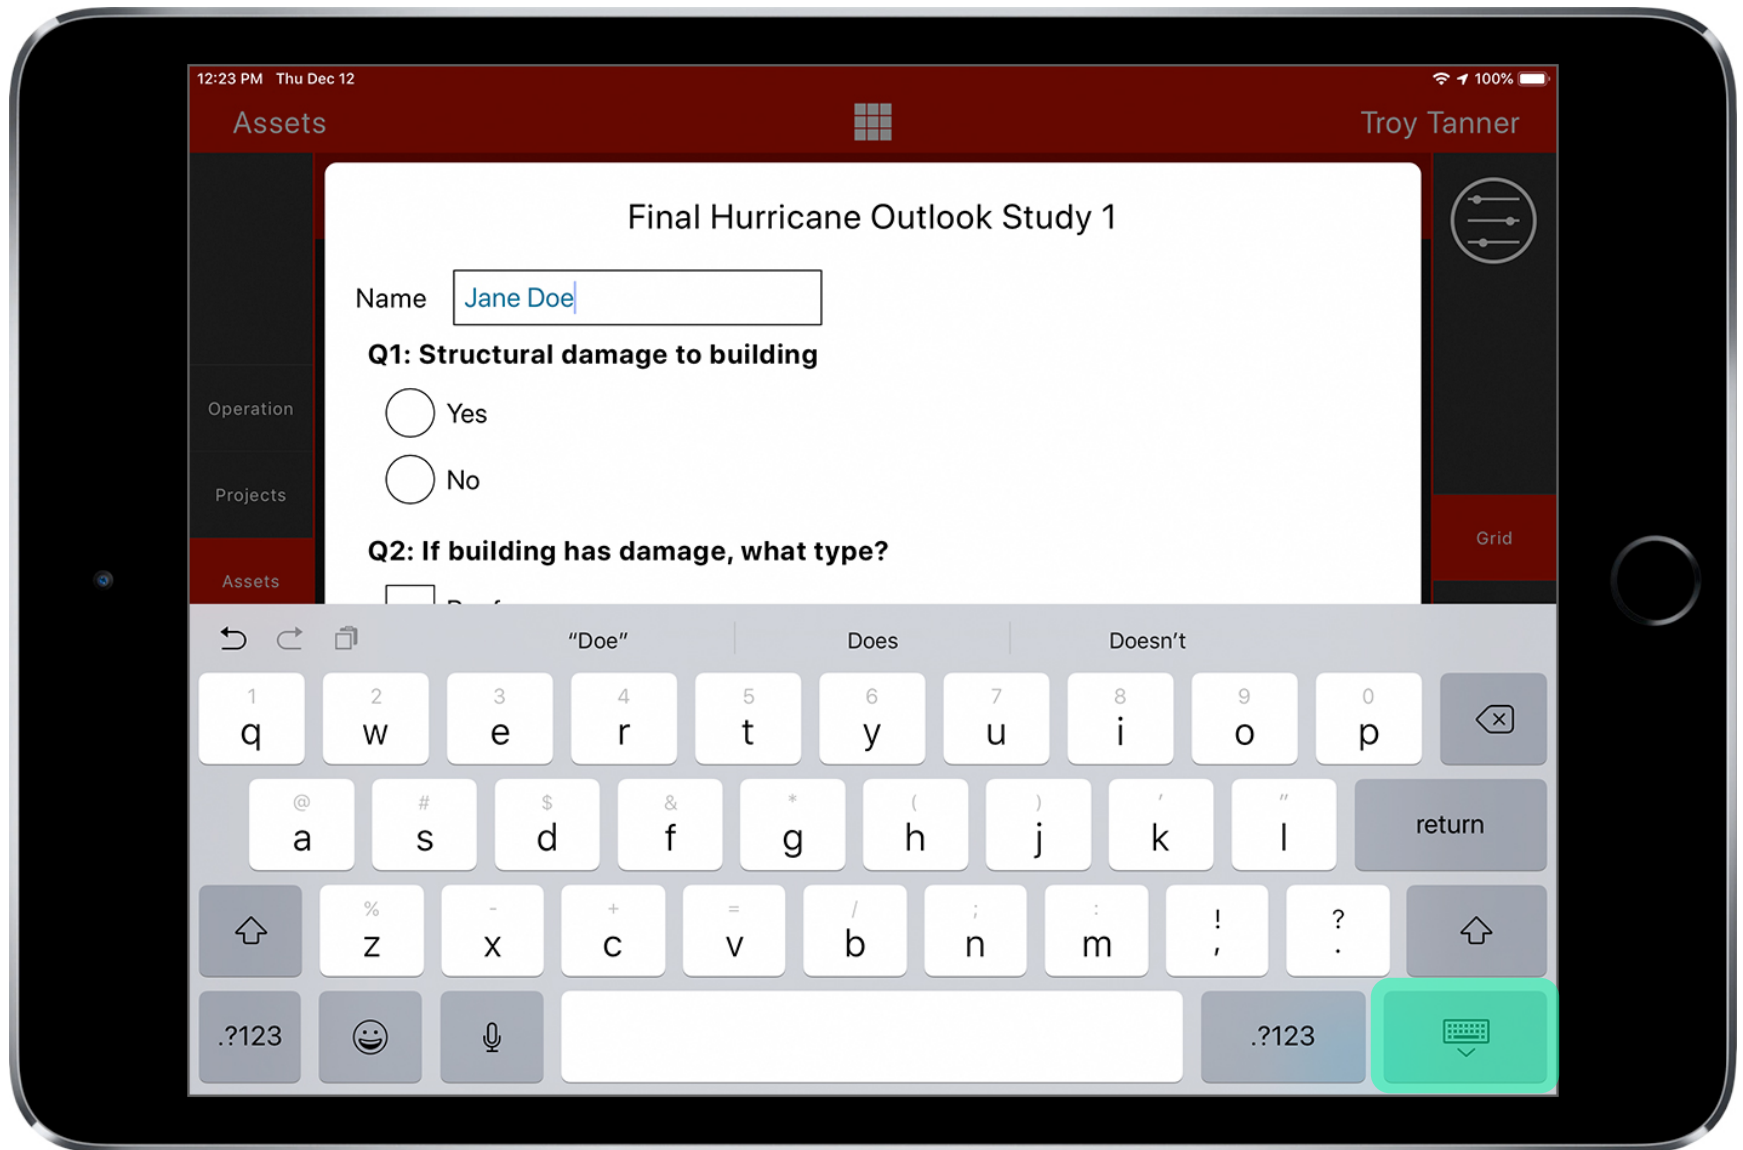 12:23 PM Thu Dec 12 100%
Assets Troy Tanner
Final Hurricane Outlook Study 1
Name Jane Doe
Q1: Structural damage to building
Yes
Operation
No
Projects
Grid
Q2: If building has damage, what type?
Assets
“Doe” Does Doesn’t
1 2 3 4 5 6 7 8 9 0
q w e r t y u i o p
@ # $ & * ( ) ' "
a s d f g h j k l return
% - + = / ; : ! ?
z x c v b n m , .
.?123 .?123